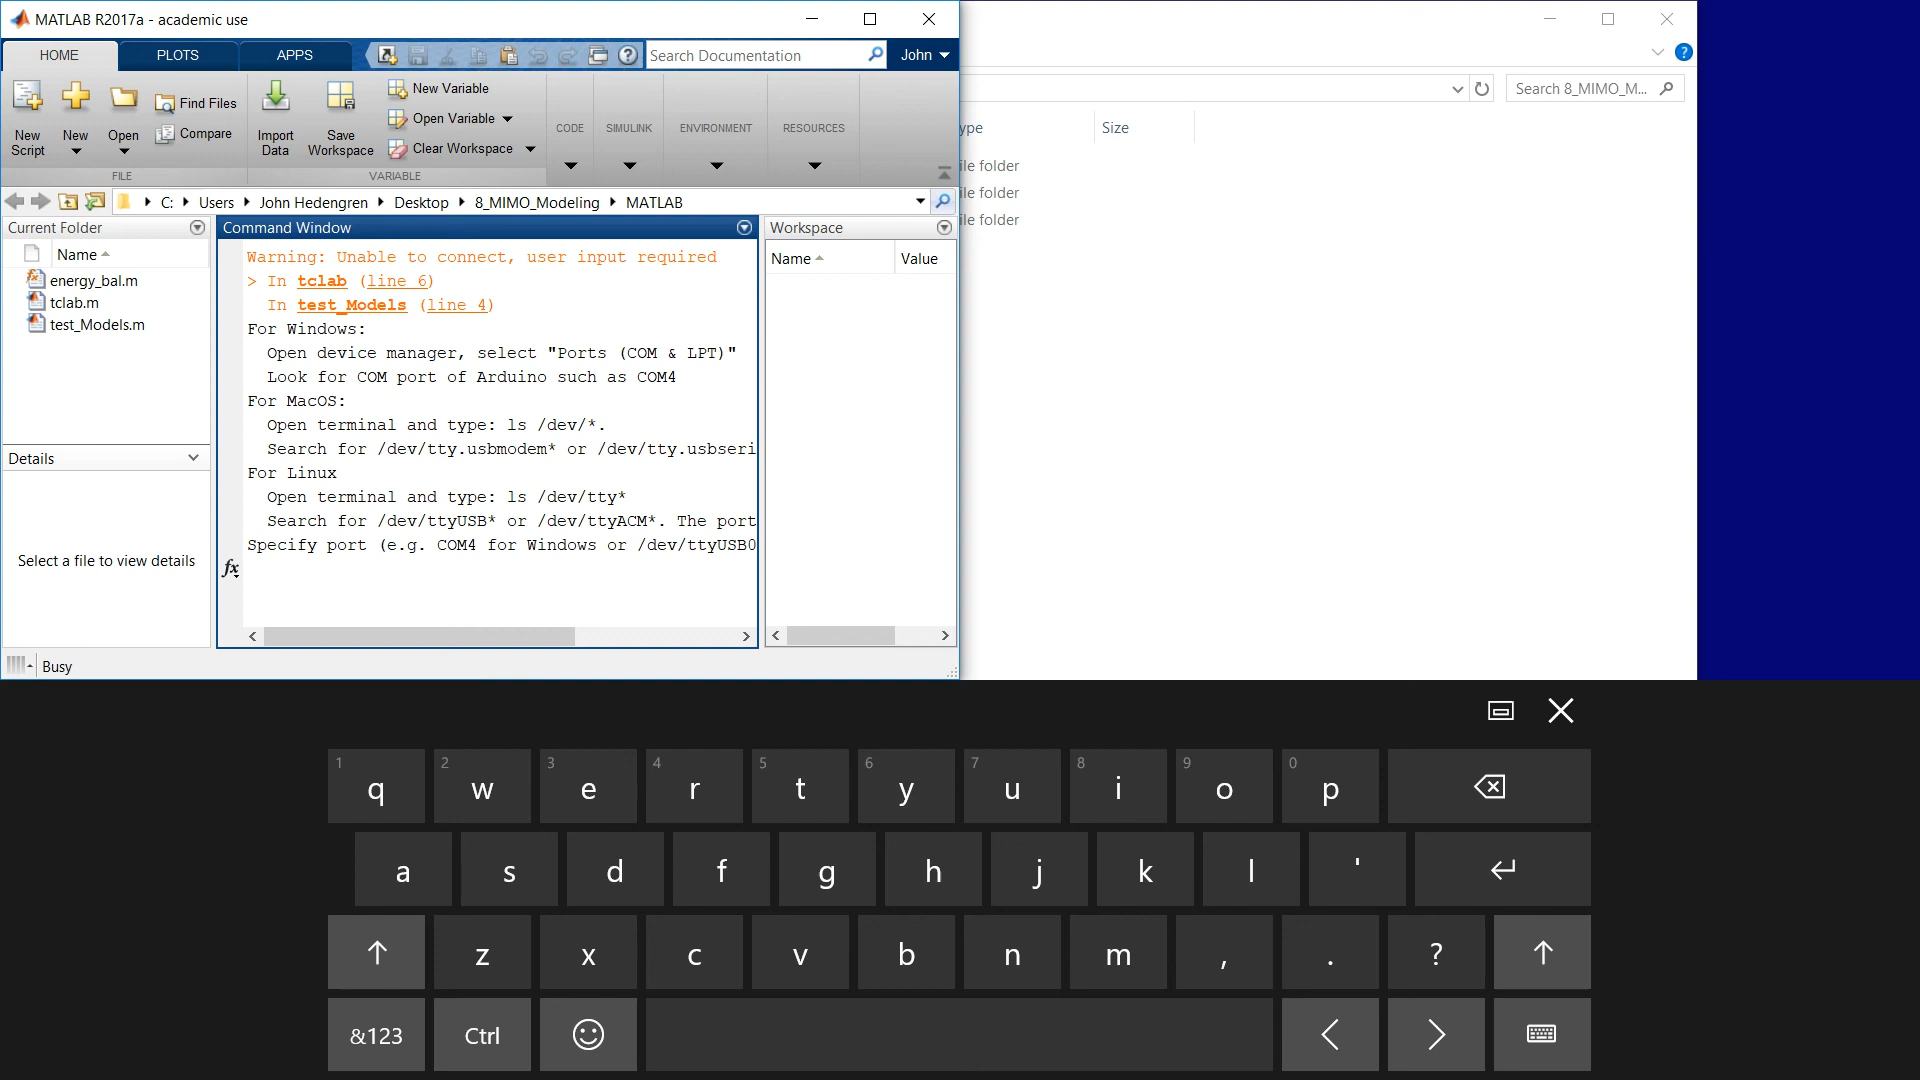 MATLAB R2017a - academic use
HOME
PLOTS
APPS
Search Documentation
John
New Script
New
Open
Find Files
Compare
Import Data
Save Workspace
New Variable
Open Variable
Clear Workspace
CODE
SIMULINK
ENVIRONMENT
RESOURCES
FILE
VARIABLE
C: Users John Hedengren Desktop 8_MIMO_Modeling MATLAB
Search 8_MIMO_M...
ype
Size
ile folder
ile folder
ile folder
Current Folder
Name
energy_bal.m
tclab.m
test_Models.m
Details
Select a file to view details
Busy
Command Window
Warning: Unable to connect, user input required
> In tclab (line 6)
In test_Models (line 4)
For Windows:
Open device manager, select "Ports (COM & LPT)"
Look for COM port of Arduino such as COM4
For MacOS:
Open terminal and type: ls /dev/*.
Search for /dev/tty.usbmodem* or /dev/tty.usbseri
For Linux
Open terminal and type: ls /dev/tty*
Search for /dev/ttyUSB* or /dev/ttyACM*. The port
Specify port (e.g. COM4 for Windows or /dev/ttyUSB0
fx
Workspace
Name
Value
1 q 2 w 3 e 4 r 5 t 6 y 7 u 8 i 9 o 0 p
a s d f g h j k l '
z x c v b n m , . ?
&123 Ctrl